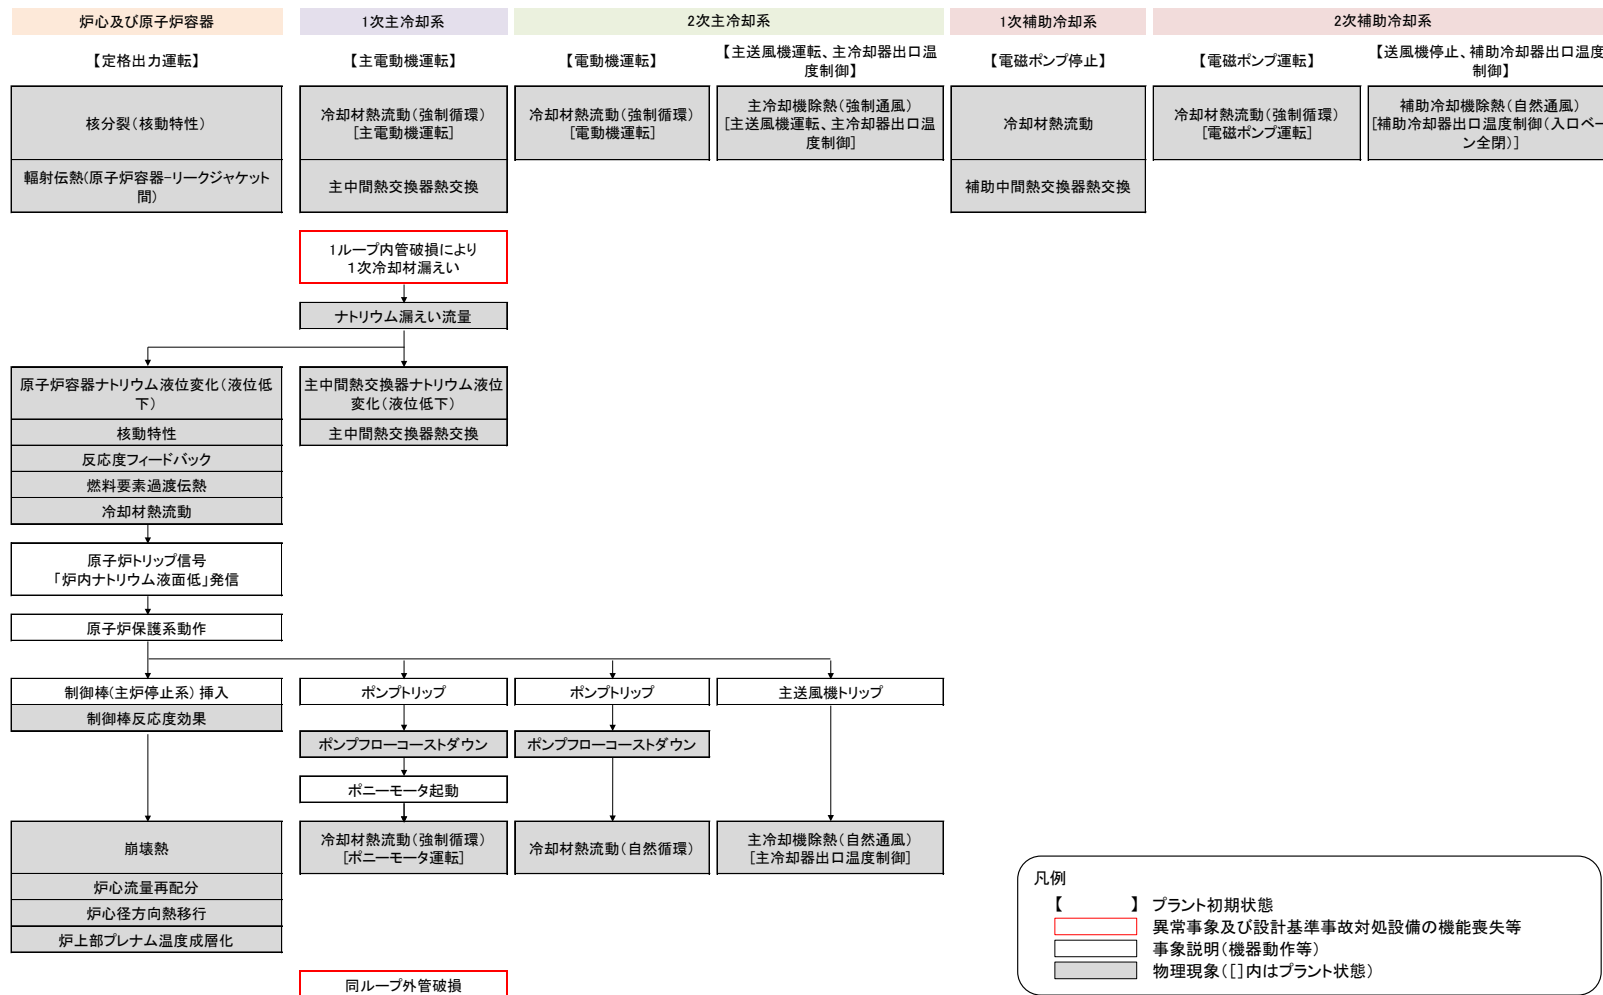 炉心及び原子炉容器
1次主冷却系
2次主冷却系
1次補助冷却系
2次補助冷却系
【定格出力運転】
【主電動機運転】
【電動機運転】
【主送風機運転、主冷却器出口温
度制御】
【電磁ポンプ停止】
【電磁ポンプ運転】
【送風機停止、補助冷却器出口温度
制御】
核分裂(核動特性)
冷却材熱流動(強制循環)
[主電動機運転]
冷却材熱流動(強制循環)
[電動機運転]
主冷却機除熱(強制通風)
[主送風機運転、主冷却器出口温
度制御]
冷却材熱流動
冷却材熱流動(強制循環)
[電磁ポンプ運転]
補助冷却機除熱(自然通風)
[補助冷却器出口温度制御(入口ベー
ン全閉)]
輻射伝熱(原子炉容器-リークジャケット
間)
主中間熱交換器熱交換
補助中間熱交換器熱交換
1ループ内管破損により
1次冷却材漏えい
ナトリウム漏えい流量
原子炉容器ナトリウム液位変化(液位低
下)
主中間熱交換器ナトリウム液位
変化(液位低下)
核動特性
主中間熱交換器熱交換
反応度フィードバック
燃料要素過渡伝熱
冷却材熱流動
原子炉トリップ信号
「炉内ナトリウム液面低」発信
原子炉保護系動作
制御棒(主炉停止系) 挿入
ポンプトリップ
ポンプトリップ
主送風機トリップ
制御棒反応度効果
ポンプフローコーストダウン
ポンプフローコーストダウン
ポニーモータ起動
崩壊熱
冷却材熱流動(強制循環)
[ポニーモータ運転]
冷却材熱流動(自然循環)
主冷却機除熱(自然通風)
[主冷却器出口温度制御]
炉心流量再配分
炉心径方向熱移行
炉上部プレナム温度成層化
同ループ外管破損
凡例
【 】 プラント初期状態
異常事象及び設計基準事故対処設備の機能喪失等
事象説明(機器動作等)
物理現象([]内はプラント状態)